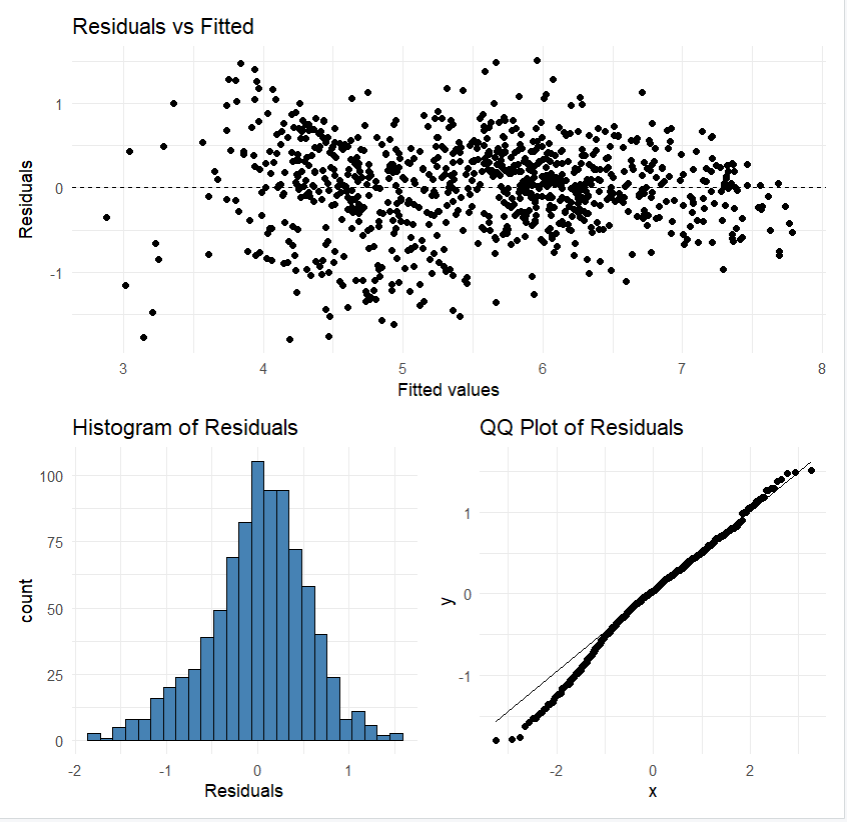 Residuals vs Fitted
1
0
-1
Residuals
3 4 5 6 7 8
Fitted values
Histogram of Residuals
100
75
50
25
0
count
-2 -1 0 1
Residuals
QQ Plot of Residuals
1
0
-1
y
-2 0 2
x